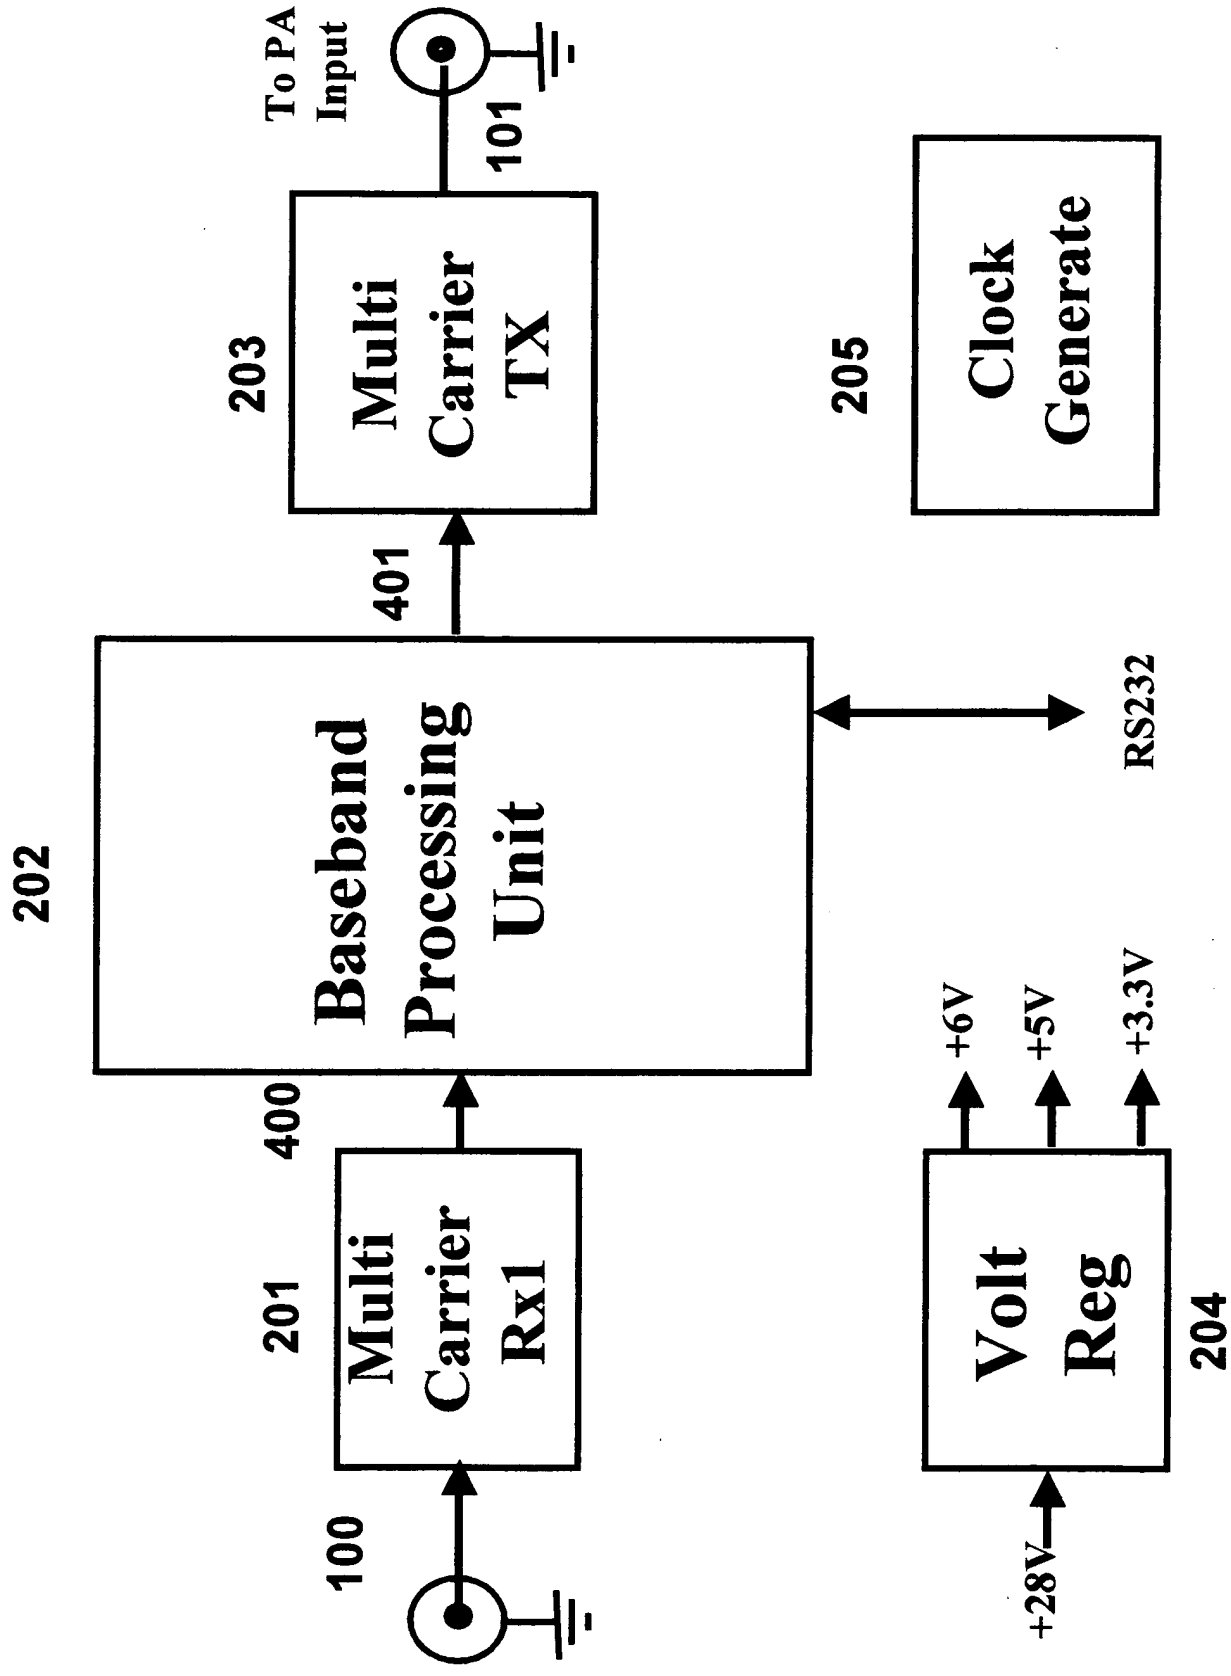 202
203
201
To PA
Input
Multi
Carrier
Rx1
400
Baseband
Processing
Unit
401
Multi
Carrier
TX
100
101
205
+28V
Volt
Reg
+6V
+5V
+3.3V
RS232
Clock
Generate
204